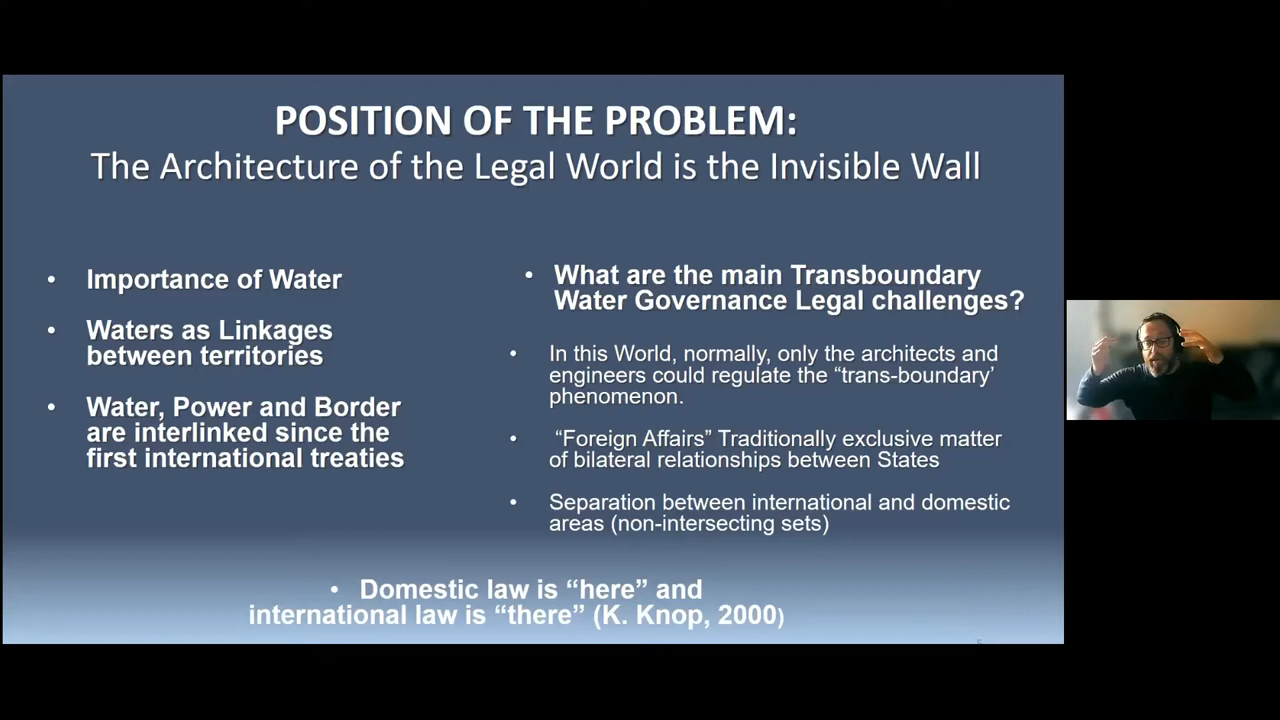 POSITION OF THE PROBLEM:
The Architecture of the Legal World is the Invisible Wall
• Importance of Water
• Waters as Linkages
between territories
• Water, Power and Border
are interlinked since the
first international treaties
• What are the main Transboundary
Water Governance Legal challenges?
• In this World, normally, only the architects and
engineers could regulate the “trans-boundary’
phenomenon.
• “Foreign Affairs” Traditionally exclusive matter
of bilateral relationships between States
• Separation between international and domestic
areas (non-intersecting sets)
• Domestic law is “here” and
international law is “there” (K. Knop, 2000)